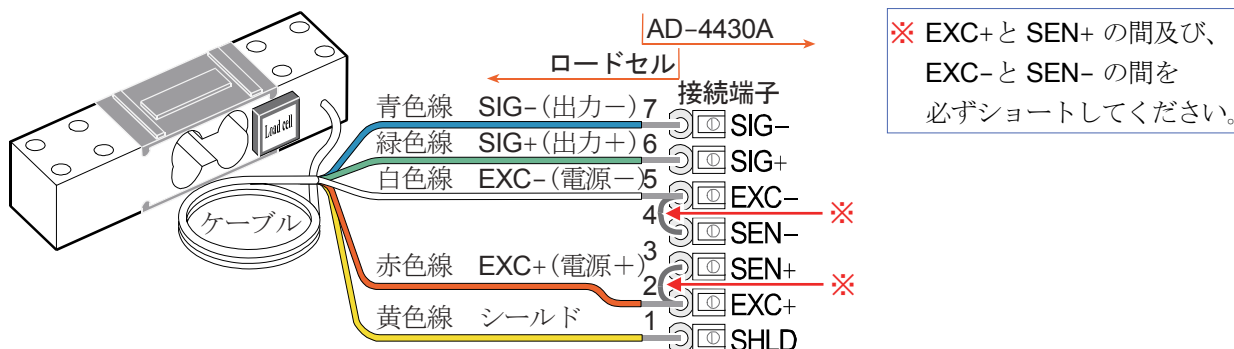 AD-4430A
ロードセル
接続端子
青色線 SIG-(出力-) 7 SIG-
緑色線 SIG+(出力+) 6 SIG+
白色線 EXC-(電源-) 5 EXC-
4 SEN-
※
3 SEN+
赤色線 EXC+(電源+) 2 EXC+
※
黄色線 シールド 1 SHLD
Load cell
ケーブル
※ EXC+と SEN+ の間及び、
EXC-と SEN- の間を
必ずショートしてください。